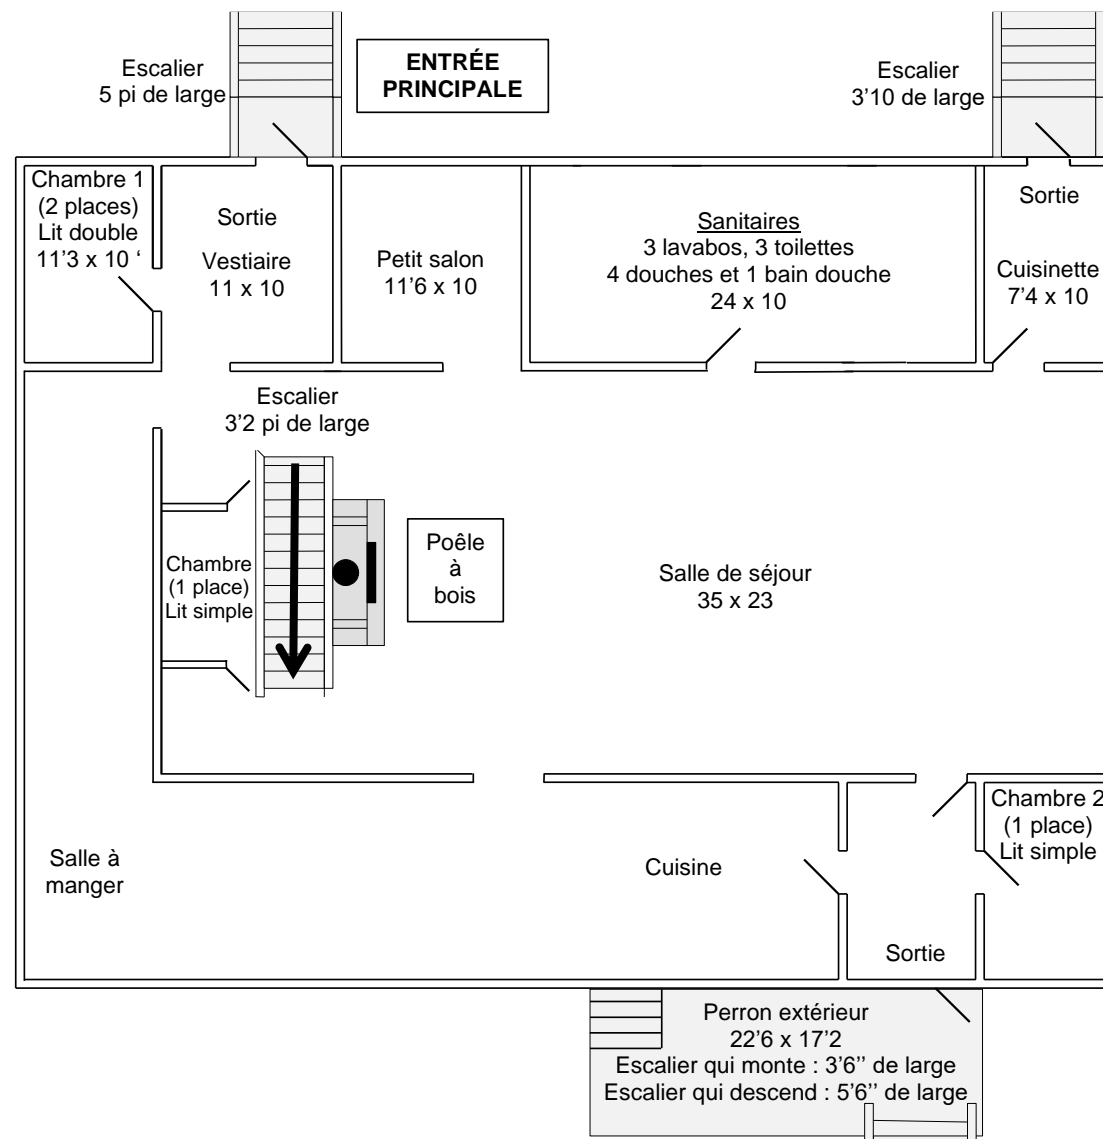 Escalier
5 pi de large
ENTRÉE
PRINCIPALE
Escalier
3'10 de large
Chambre 1
(2 places)
Lit double
11'3 x 10 ‘
Sortie
Vestiaire
11 x 10
Petit salon
11'6 x 10
Sanitaires
3 lavabos, 3 toilettes
4 douches et 1 bain douche
24 x 10
Sortie
Cuisinette
7'4 x 10
Escalier
3'2 pi de large
Chambre
(1 place)
Lit simple
Poêle
à
bois
Salle de séjour
35 x 23
Chambre 2
(1 place)
Lit simple
Salle à
manger
Cuisine
Sortie
Perron extérieur
22'6 x 17'2
Escalier qui monte : 3'6'' de large
Escalier qui descend : 5'6'' de large